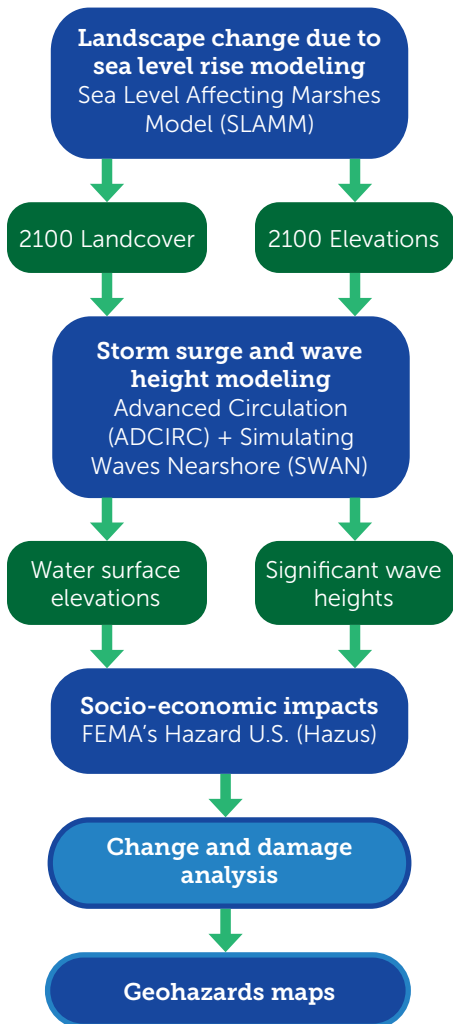 Landscape change due to
sea level rise modeling
Sea Level Affecting Marshes
Model (SLAMM)
2100 Landcover
2100 Elevations
Storm surge and wave
height modeling
Advanced Circulation
(ADCIRC) + Simulating
Waves Nearshore (SWAN)
Water surface
elevations
Significant wave
heights
Socio-economic impacts
FEMA's Hazard U.S. (Hazus)
Change and damage
analysis
Geohazards maps